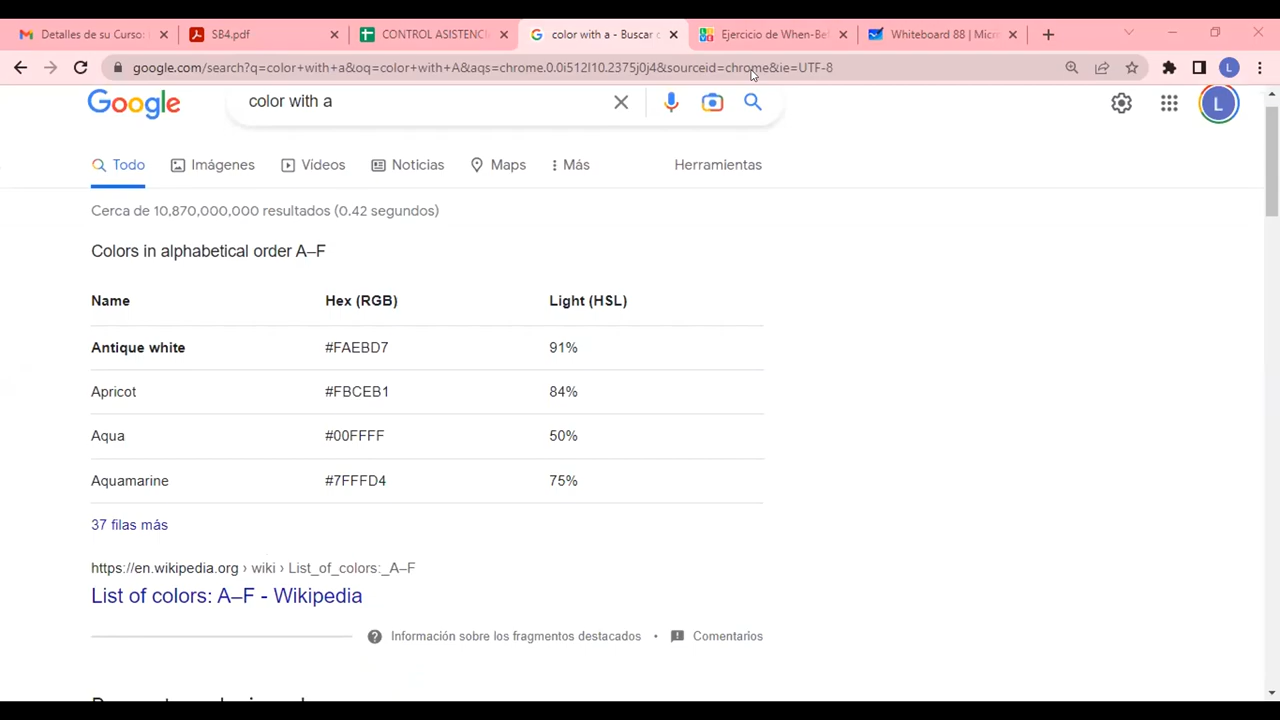 Detalles de su Curso:
SB4.pdf
CONTROL ASISTENCI
color with a - Buscar c
Ejercicio de When-Bef
Whiteboard 88 | Micr
google.com/search?q=color+with+a&oq=color+with+A&aqs=chrome.0.0i512l10.2375j0j4&sourceid=chrome&ie=UTF-8
L
Google
color with a
L
Todo
Imágenes
Vídeos
Noticias
Maps
Más
Herramientas
Cerca de 10,870,000,000 resultados (0.42 segundos)
Colors in alphabetical order A–F
Name Hex (RGB) Light (HSL)
Antique white #FAEBD7 91%
Apricot #FBCEB1 84%
Aqua #00FFFF 50%
Aquamarine #7FFFD4 75%
37 filas más
https://en.wikipedia.org › wiki › List_of_colors:_A–F
List of colors: A–F - Wikipedia
Información sobre los fragmentos destacados • Comentarios